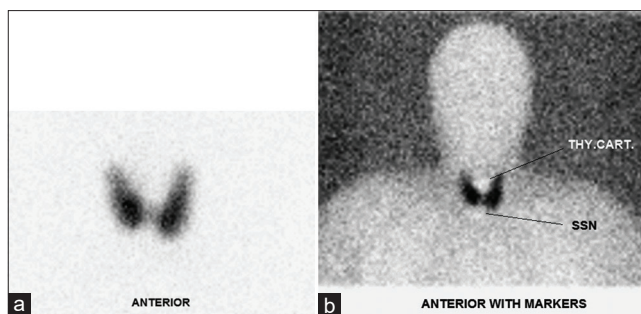 THY.CART.
SSN
a
ANTERIOR
b
ANTERIOR WITH MARKERS